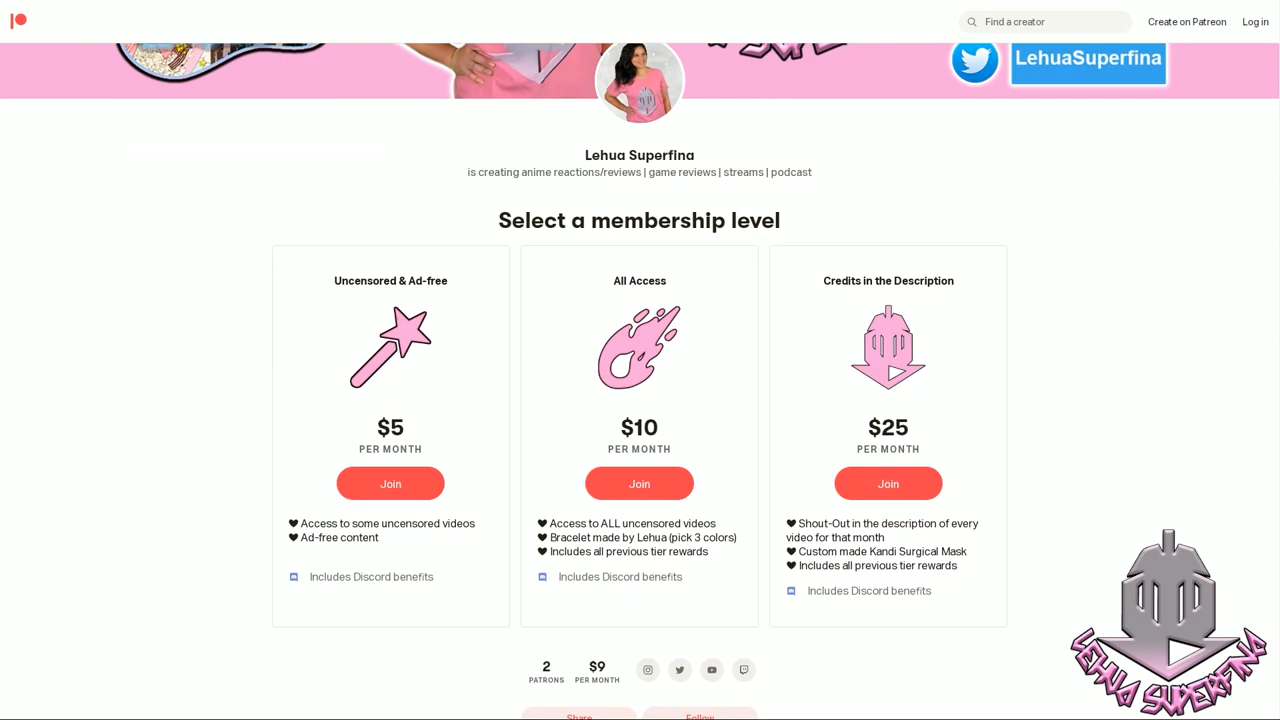 Find a creator
Create on Patreon
Log in
LehuaSuperfina
Lehua Superfina
is creating anime reactions/reviews | game reviews | streams | podcast
Select a membership level
Uncensored & Ad-free
$5
PER MONTH
Join
Access to some uncensored videos
Ad-free content
Includes Discord benefits
All Access
$10
PER MONTH
Join
Access to ALL uncensored videos
Bracelet made by Lehua (pick 3 colors)
Includes all previous tier rewards
Includes Discord benefits
Credits in the Description
$25
PER MONTH
Join
Shout-Out in the description of every
video for that month
Custom made Kandi Surgical Mask
Includes all previous tier rewards
Includes Discord benefits
2
PATRONS
$9
PER MONTH
Share
Follow
LEHUA SUPERFINA